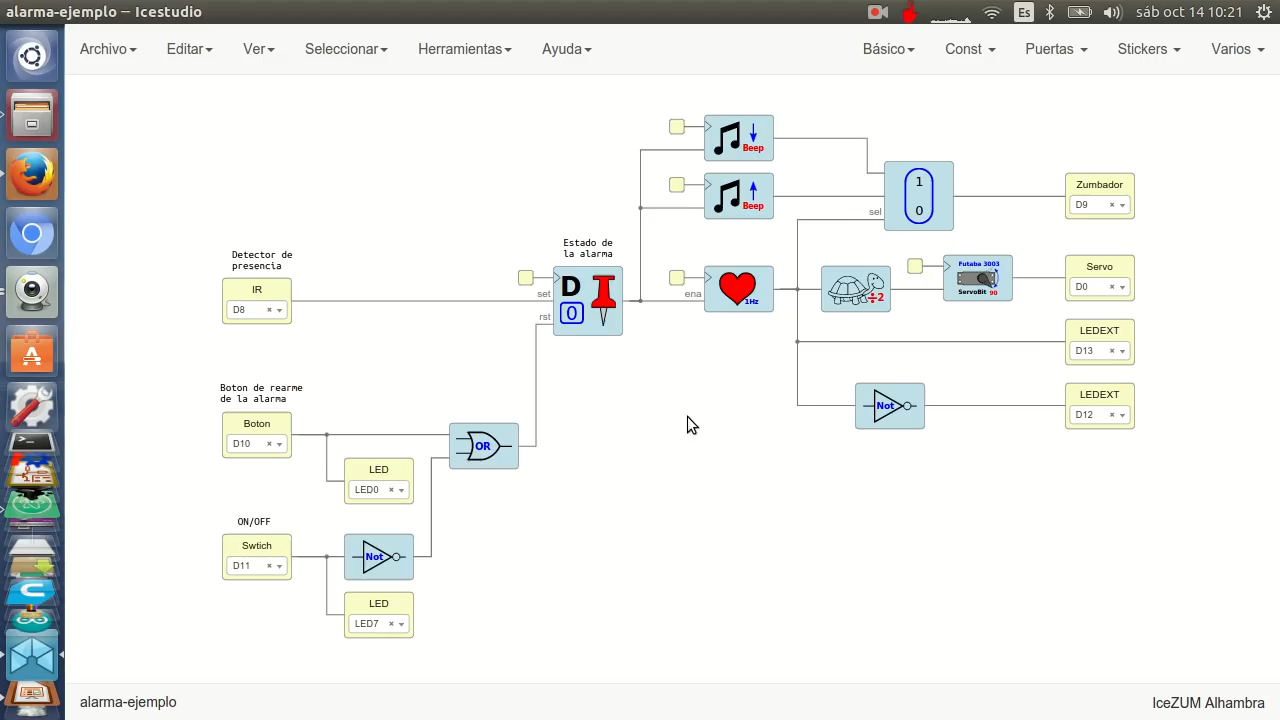 alarma-ejemplo — Icestudio
Es
sáb oct 14 10:21
Archivo
Editar
Ver
Seleccionar
Herramientas
Ayuda
Básico
Const
Puertas
Stickers
Varios
Beep
Beep
1
0
sel
Zumbador
D9
Estado de
la alarma
Detector de
presencia
IR
D8
set
rst
D
0
ena
1Hz
÷2
Futaba 3003
ServoBit 90
Servo
D0
LEDEXT
D13
Not
LEDEXT
D12
Boton de rearme
de la alarma
Boton
D10
OR
LED
LED0
ON/OFF
Swtich
D11
Not
LED
LED7
alarma-ejemplo
IceZUM Alhambra